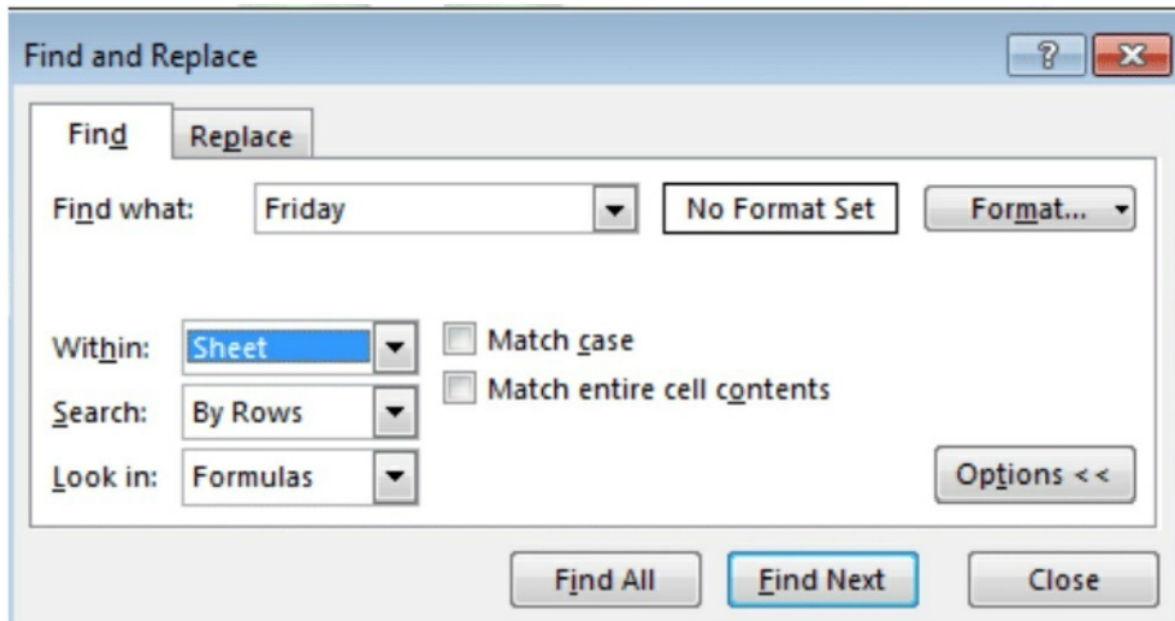 Find and Replace
Find Replace
Find what: Friday No Format Set Format...
Within: Sheet Match case
Match entire cell contents
Search: By Rows
Look in: Formulas
Options <<
Find All Find Next Close